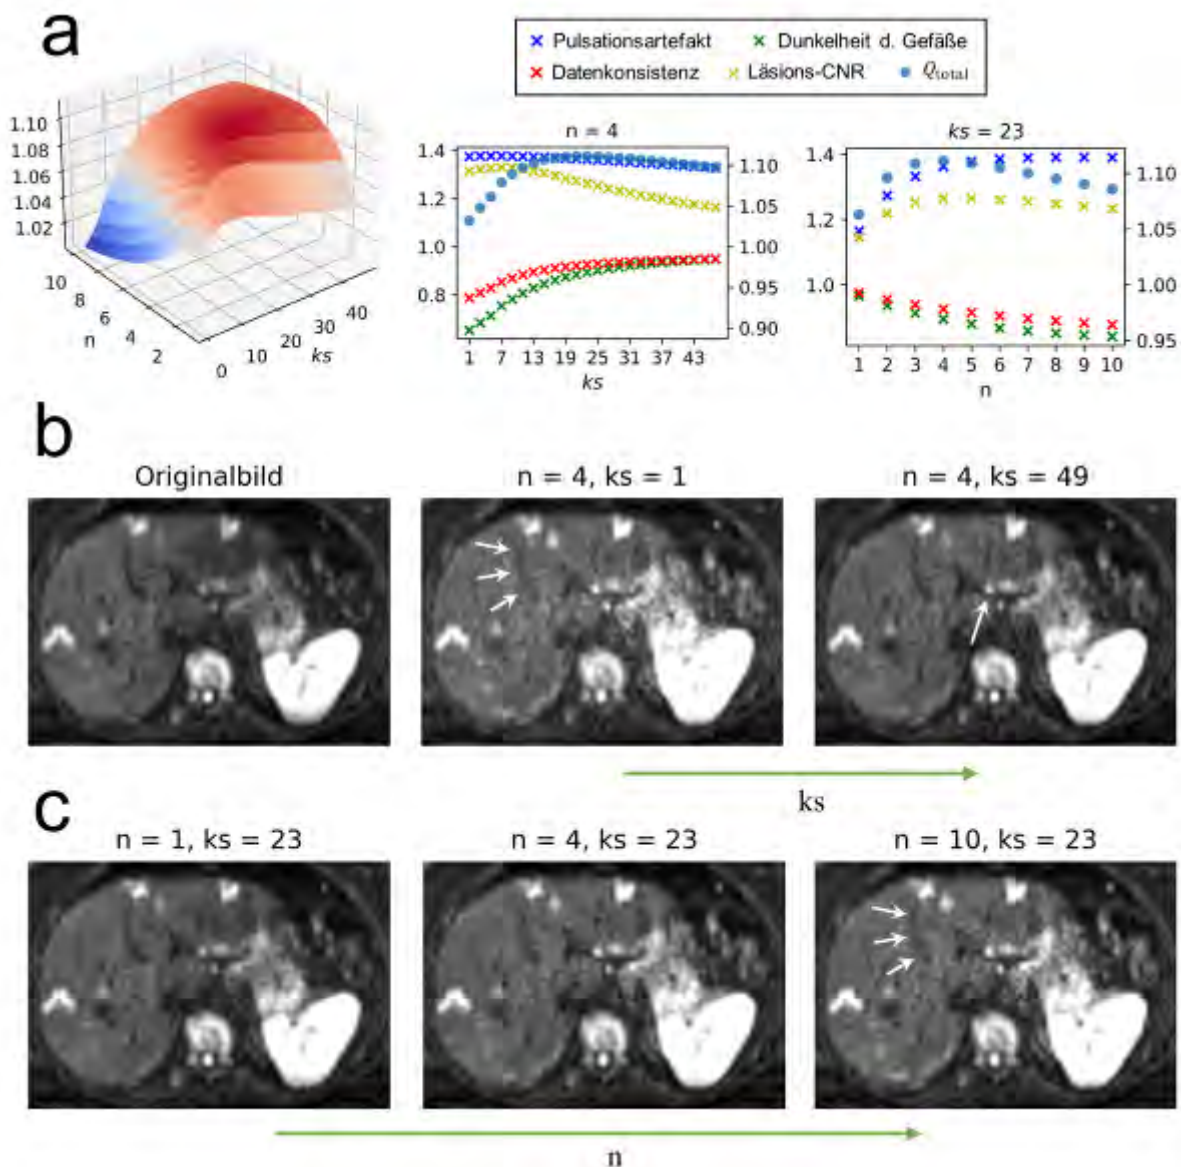 a
Pulsationsartefakt
Dunkelheit d. Gefäße
Datenkonsistenz
Läsions-CNR
Q_total
1.10
1.08
1.06
1.04
1.02
10
8
6
4
2
n
0
10
20
30
40
ks
n = 4
1.4
1.2
1.0
0.8
1.10
1.05
1.00
0.95
0.90
1 7 13 19 25 31 37 43
ks
ks = 23
1.4
1.2
1.0
1.10
1.05
1.00
0.95
1 2 3 4 5 6 7 8 9 10
n
b
Originalbild
n = 4, ks = 1
n = 4, ks = 49
ks
c
n = 1, ks = 23
n = 4, ks = 23
n = 10, ks = 23
n